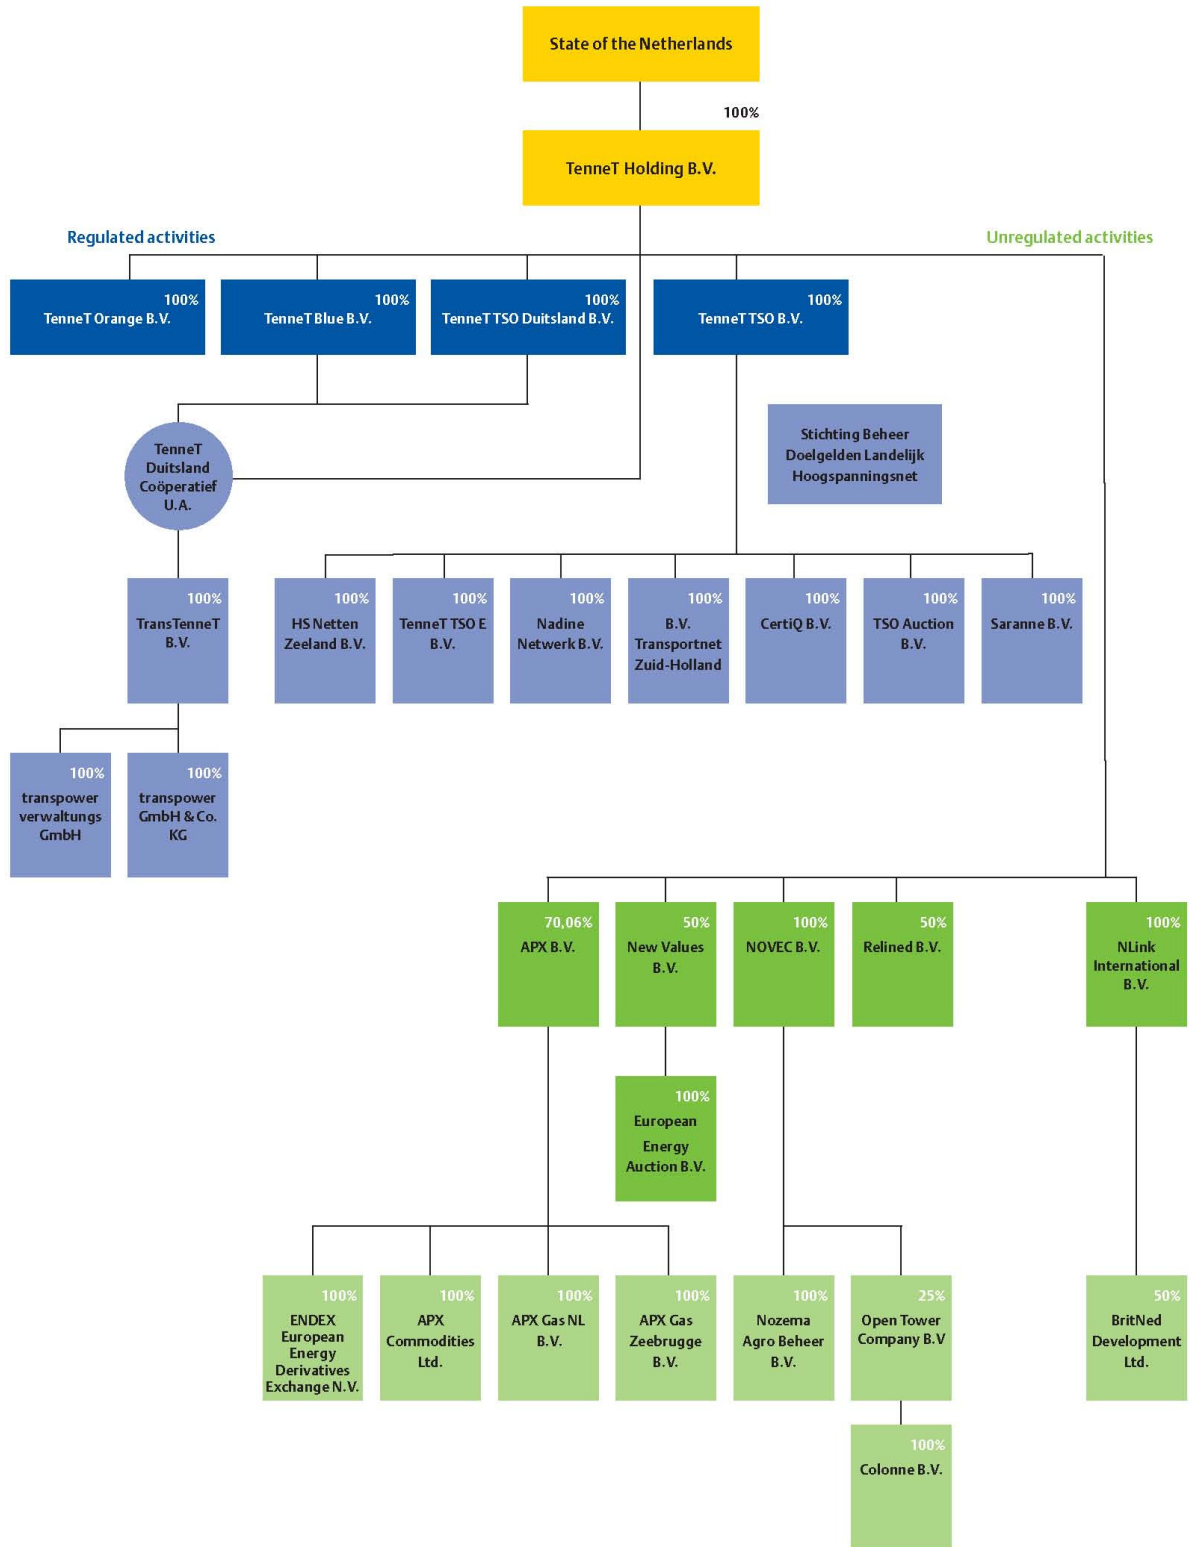 State of the Netherlands
100%
TenneT Holding B.V.
Regulated activities
Unregulated activities
100%
TenneT Orange B.V.
100%
TenneT Blue B.V.
100%
TenneT TSO Duitsland B.V.
100%
TenneT TSO B.V.
TenneT
Duitsland
Coöperatief
U.A.
Stichting Beheer
Doelgelden Landelijk
Hoogspanningsnet
100%
TransTenneT
B.V.
100%
HS Netten
Zeeland B.V.
100%
TenneT TSO E
B.V.
100%
Nadine
Netwerk B.V.
100%
B.V.
Transportnet
Zuid-Holland
100%
CertiQ B.V.
100%
TSO Auction
B.V.
100%
Saranne B.V.
100%
transpower
verwaltungs
GmbH
100%
transpower
GmbH & Co.
KG
70,06%
APX B.V.
50%
New Values
B.V.
100%
NOVEC B.V.
50%
Relined B.V.
100%
NLink
International
B.V.
100%
European
Energy
Auction B.V.
100%
ENDEX
European
Energy
Derivatives
Exchange N.V.
100%
APX
Commodities
Ltd.
100%
APX Gas NL
B.V.
100%
APX Gas
Zeebrugge
B.V.
100%
Nozema
Agro Beheer
B.V.
25%
Open Tower
Company B.V
50%
BritNed
Development
Ltd.
100%
Colonne B.V.